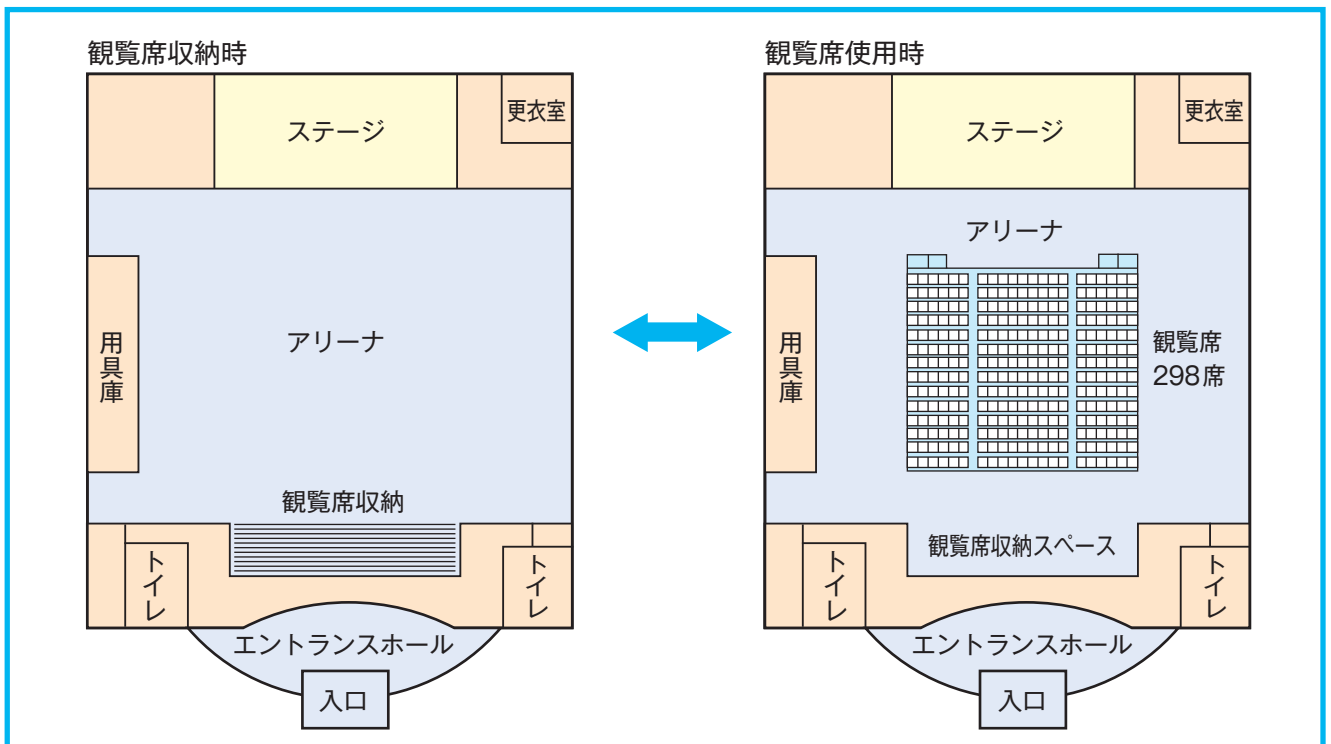 観覧席収納時
更衣室
ステージ
用具庫
アリーナ
観覧席収納
トイレ
トイレ
エントランスホール
入口
観覧席使用時
更衣室
ステージ
アリーナ
用具庫
観覧席
298席
観覧席収納スペース
トイレ
トイレ
エントランスホール
入口